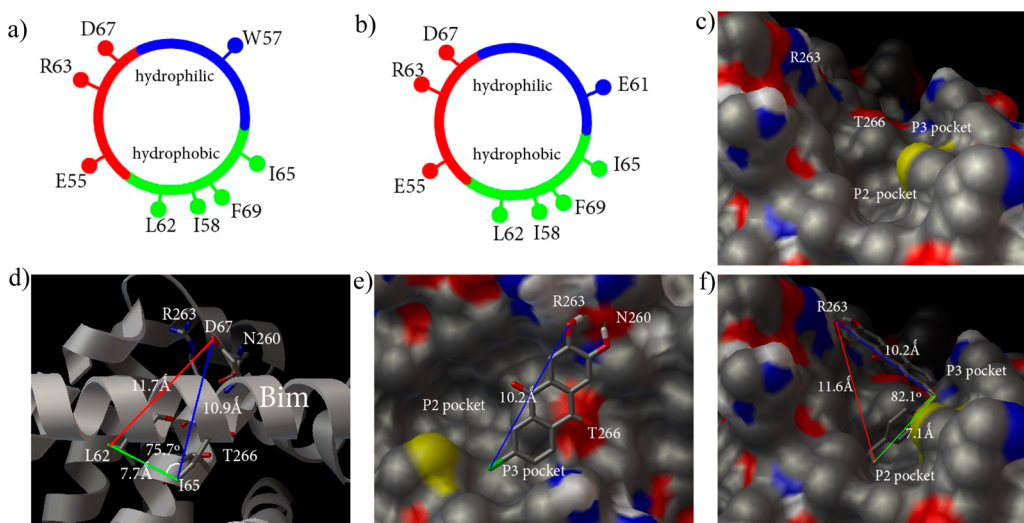 a)
D67
W57
R63
hydrophilic
hydrophobic
E55
I65
L62
I58
F69
b)
D67
R63
E61
hydrophilic
hydrophobic
E55
I65
L62
I58
F69
c)
R263
T266
P3 pocket
P2 pocket
d)
R263
D67
N260
11.7Å
Bim
10.9Å
75.7º
L62
T266
7.7Å
I65
e)
R263
N260
10.2Å
P2 pocket
T266
P3 pocket
f)
R263
10.2Å
P3 pocket
11.6Å
82.1º
7.1Å
P2 pocket